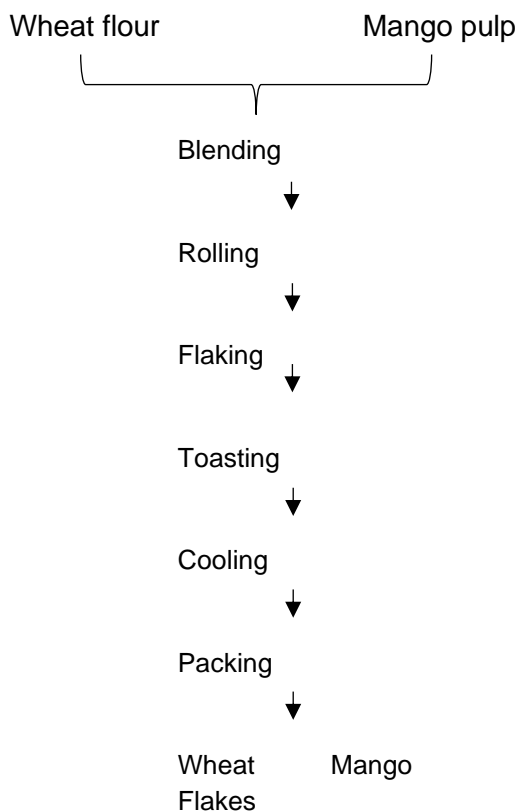 Wheat flour Mango pulp
Blending
Rolling
Flaking
Toasting
Cooling
Packing
Wheat Mango
Flakes